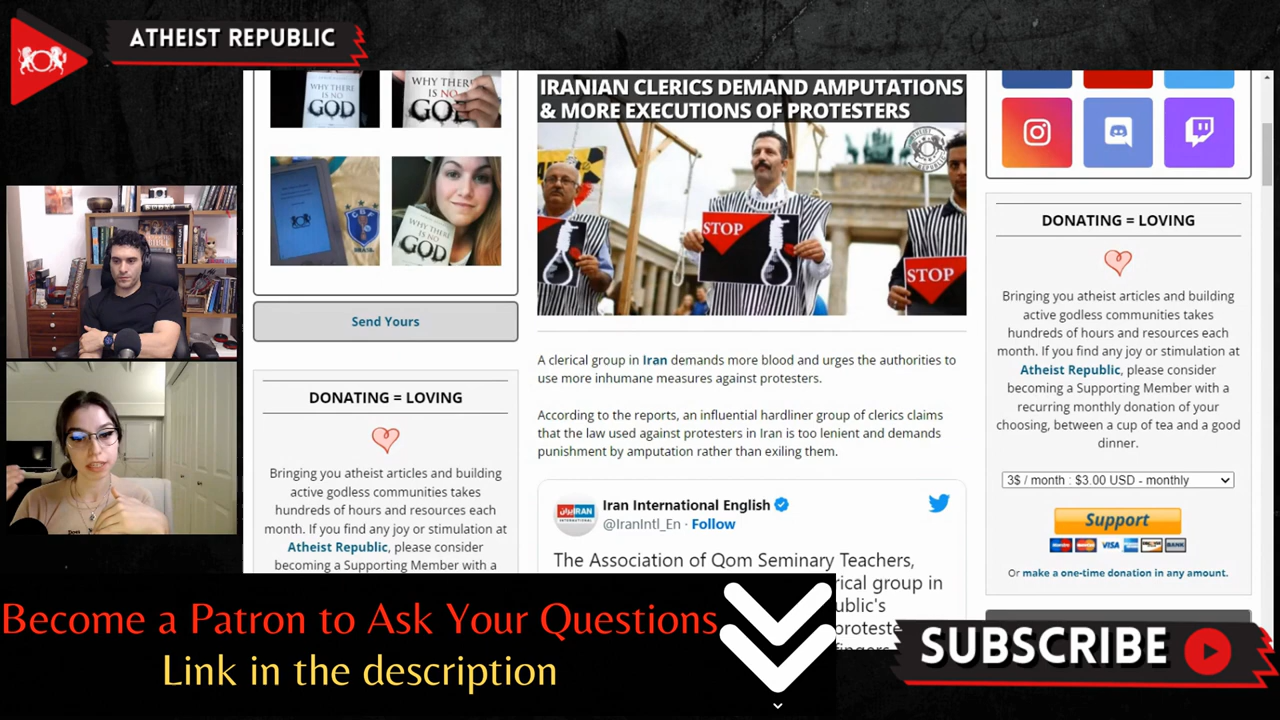 ATHEIST REPUBLIC
WHY THERE
IS NO
GOD
WHY THERE
IS NO
GOD
WHY THERE
IS NO
GOD
CBF
BRASIL
Send Yours
DONATING = LOVING
Bringing you atheist articles and building
active godless communities takes
hundreds of hours and resources each
month. If you find any joy or stimulation at
Atheist Republic, please consider
becoming a Supporting Member with a
IRANIAN CLERICS DEMAND AMPUTATIONS
& MORE EXECUTIONS OF PROTESTERS
STOP
STOP
A clerical group in Iran demands more blood and urges the authorities to
use more inhumane measures against protesters.
According to the reports, an influential hardliner group of clerics claims
that the law used against protesters in Iran is too lenient and demands
punishment by amputation rather than exiling them.
Iran International English
@IranIntl_En · Follow
The Association of Qom Seminary Teachers,
rical group in
ublic's
proteste
fingers
DONATING = LOVING
Bringing you atheist articles and building
active godless communities takes
hundreds of hours and resources each
month. If you find any joy or stimulation at
Atheist Republic, please consider
becoming a Supporting Member with a
recurring monthly donation of your
choosing, between a cup of tea and a good
dinner.
3$ / month : $3.00 USD - monthly
Support
VISA
BANK
Or make a one-time donation in any amount.
Become a Patron to Ask Your Questions
Link in the description
SUBSCRIBE